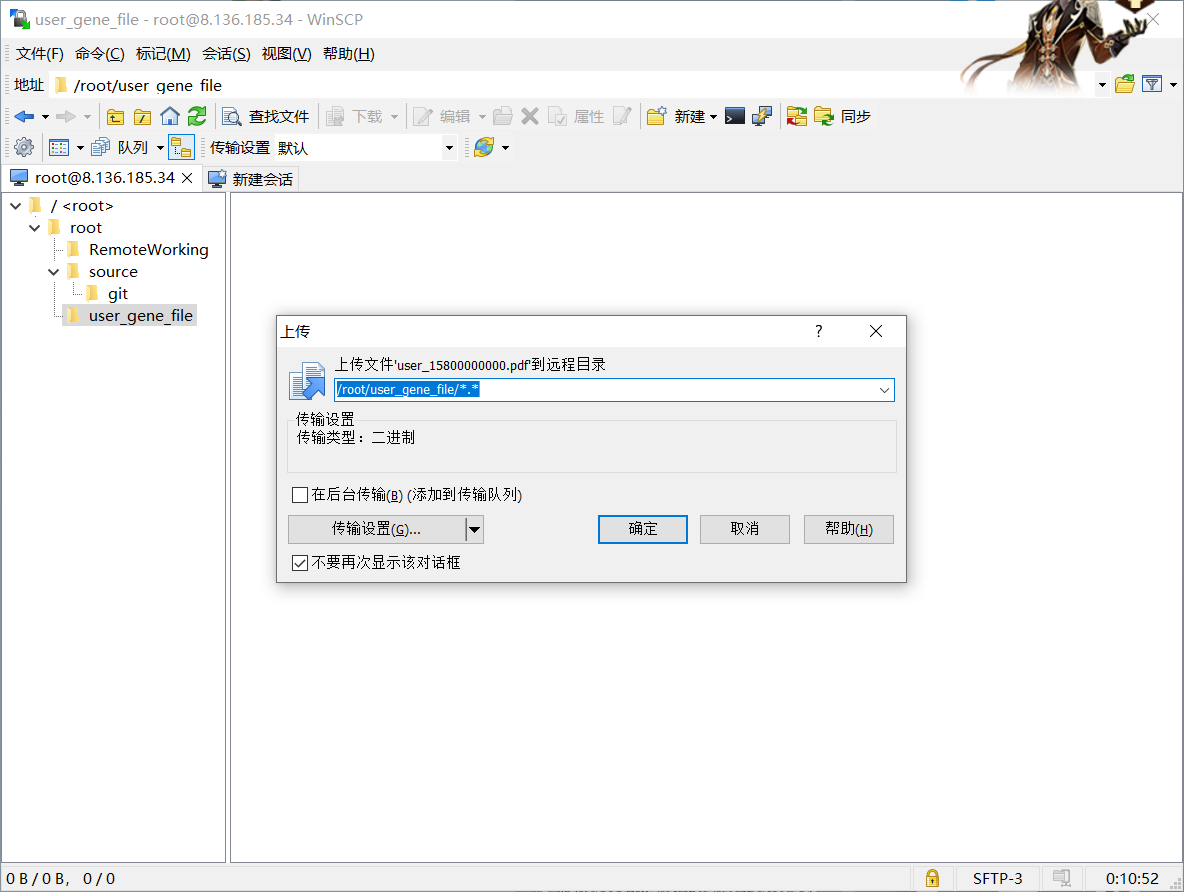 user_gene_file - root@8.136.185.34 - WinSCP
文件(F) 命令(C) 标记(M) 会话(S) 视图(V) 帮助(H)
地址 /root/user_gene_file
查找文件 下载 编辑 属性 新建 同步
队列 传输设置 默认
root@8.136.185.34 新建会话
/ <root>
root
RemoteWorking
source
git
user_gene_file
上传 ?
上传文件'user_15800000000.pdf'到远程目录
/root/user_gene_file/*.*
传输设置
传输类型：二进制
在后台传输(B) (添加到传输队列)
传输设置(G)... 确定 取消 帮助(H)
不要再次显示该对话框
0 B / 0 B， 0 / 0 SFTP-3 0:10:52